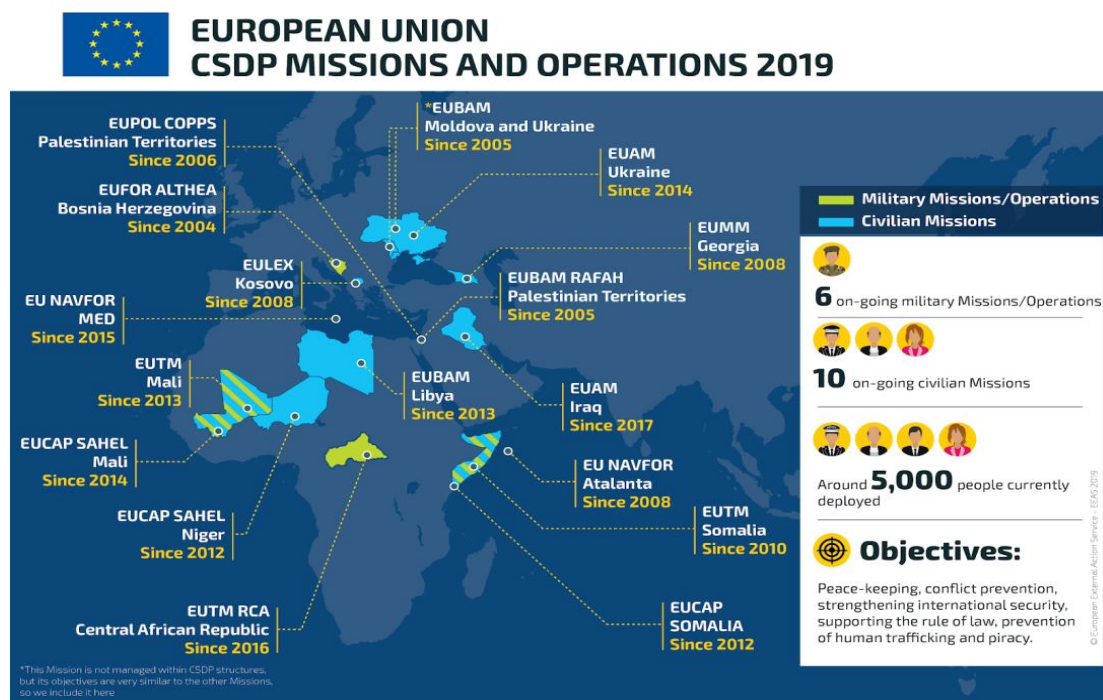 EUROPEAN UNION
CSDP MISSIONS AND OPERATIONS 2019
EUPOL COPPS
Palestinian Territories
Since 2006
EUFOR ALTHEA
Bosnia Herzegovina
Since 2004
EULEX
Kosovo
Since 2008
EU NAVFOR
MED
Since 2015
EUTM
Mali
Since 2013
EUCAP SAHEL
Mali
Since 2014
EUCAP SAHEL
Niger
Since 2012
EUTM RCA
Central African Republic
Since 2016
*EUBAM
Moldova and Ukraine
Since 2005
EUAM
Ukraine
Since 2014
EUMM
Georgia
Since 2008
EUBAM RAFAH
Palestinian Territories
Since 2005
EUBAM
Libya
Since 2013
EUAM
Iraq
Since 2017
EU NAVFOR
Atalanta
Since 2008
EUTM
Somalia
Since 2010
EUCAP
SOMALIA
Since 2012
*This Mission is not managed within CSDP structures,
but its objectives are very similar to the other Missions,
so we include it here
Military Missions/Operations
Civilian Missions
6 on-going military Missions/Operations
10 on-going civilian Missions
Around 5,000 people currently
deployed
Objectives:
Peace-keeping, conflict prevention,
strengthening international security,
supporting the rule of law, prevention
of human trafficking and piracy.
© European External Action Service - EEAS 2019